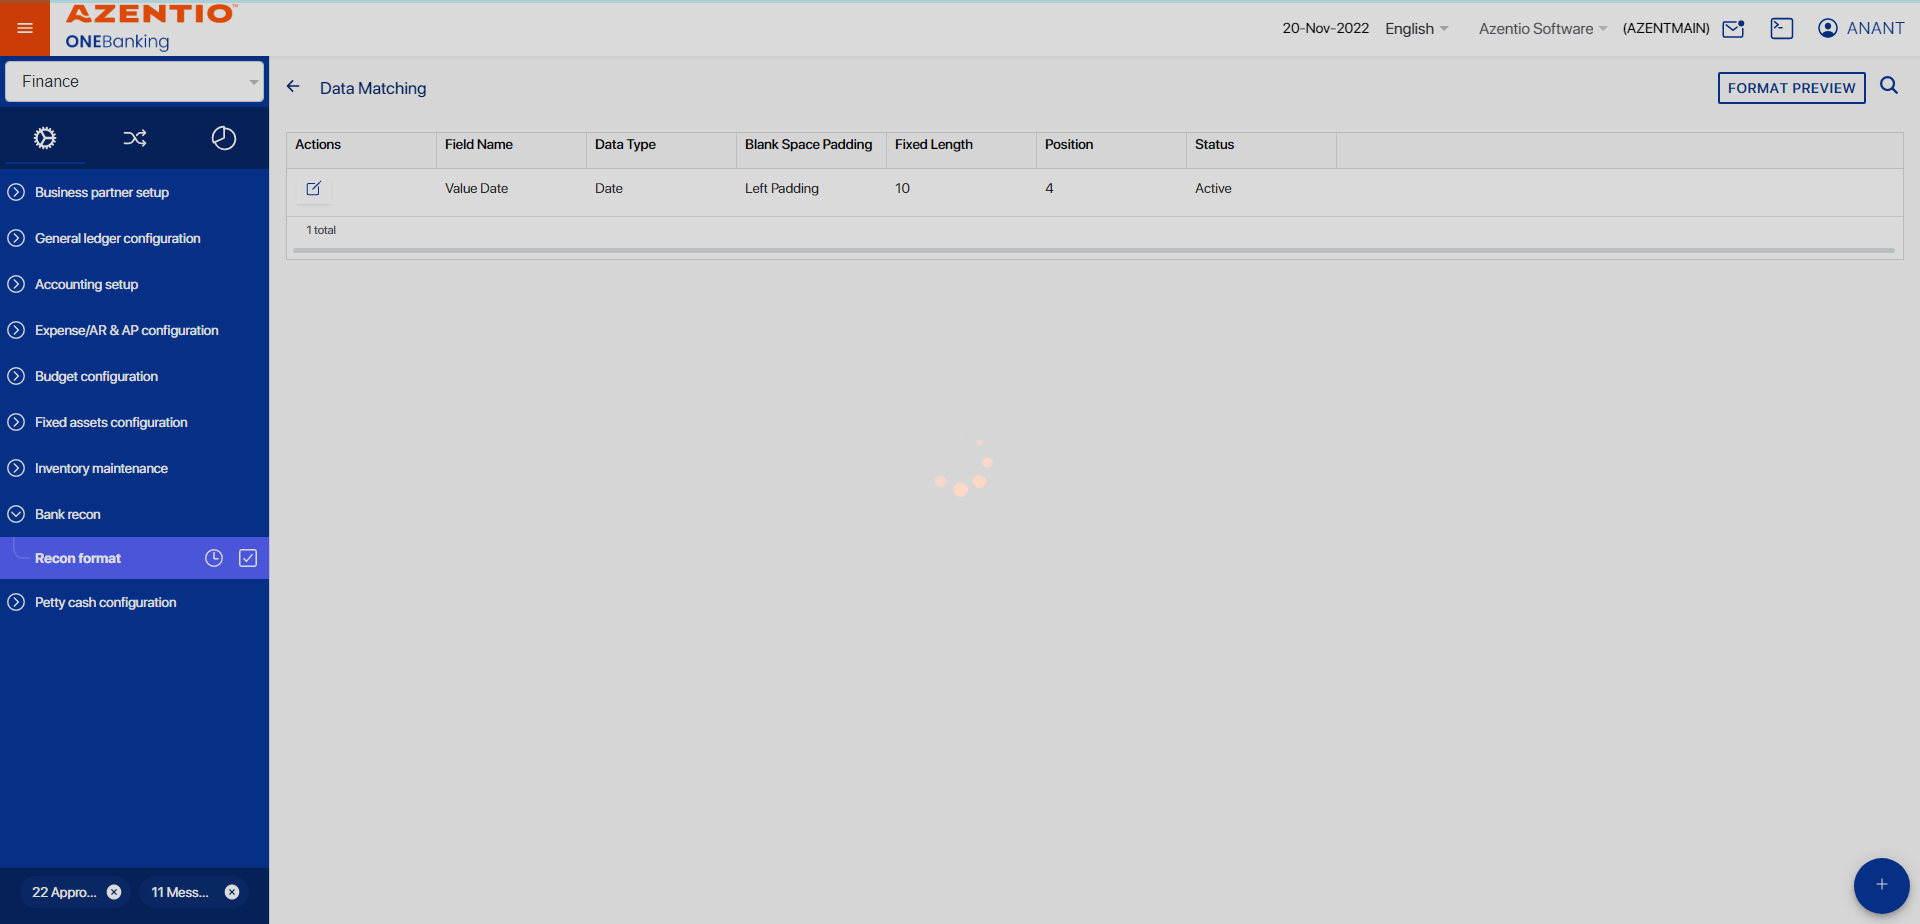 AZENTIO™
ONEBanking
20-Nov-2022 English Azentio Software (AZENTMAIN) ANANT
Finance
Business partner setup
General ledger configuration
Accounting setup
Expense/AR & AP configuration
Budget configuration
Fixed assets configuration
Inventory maintenance
Bank recon
Recon format
Petty cash configuration
22 Appro... 11 Mess...
Data Matching
FORMAT PREVIEW
Actions Field Name Data Type Blank Space Padding Fixed Length Position Status
Value Date Date Left Padding 10 4 Active
1 total